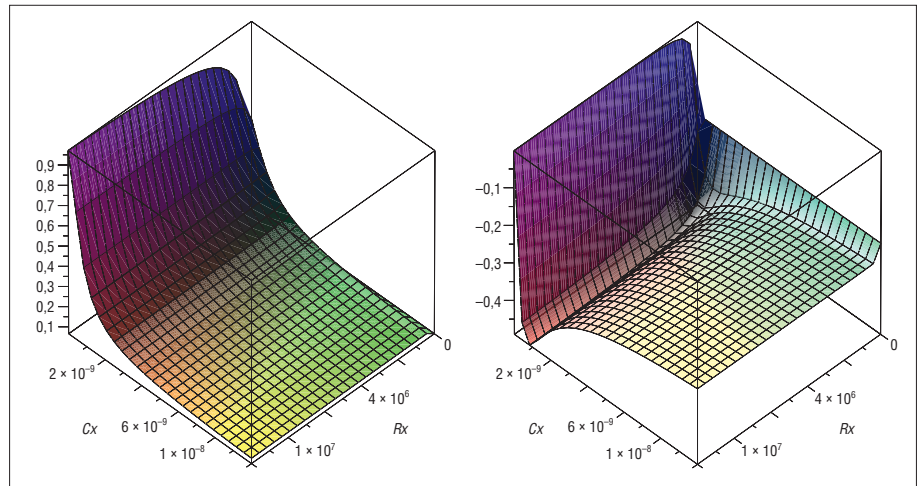 0,9
0,8
0,7
0,6
0,5
0,4
0,3
0,2
0,1
2 × 10⁻⁹
6 × 10⁻⁹
1 × 10⁻⁸
Cx
0
4 × 10⁶
1 × 10⁷
Rx
–0,1
–0,2
–0,3
–0,4
2 × 10⁻⁹
6 × 10⁻⁹
1 × 10⁻⁸
Cx
0
4 × 10⁶
1 × 10⁷
Rx